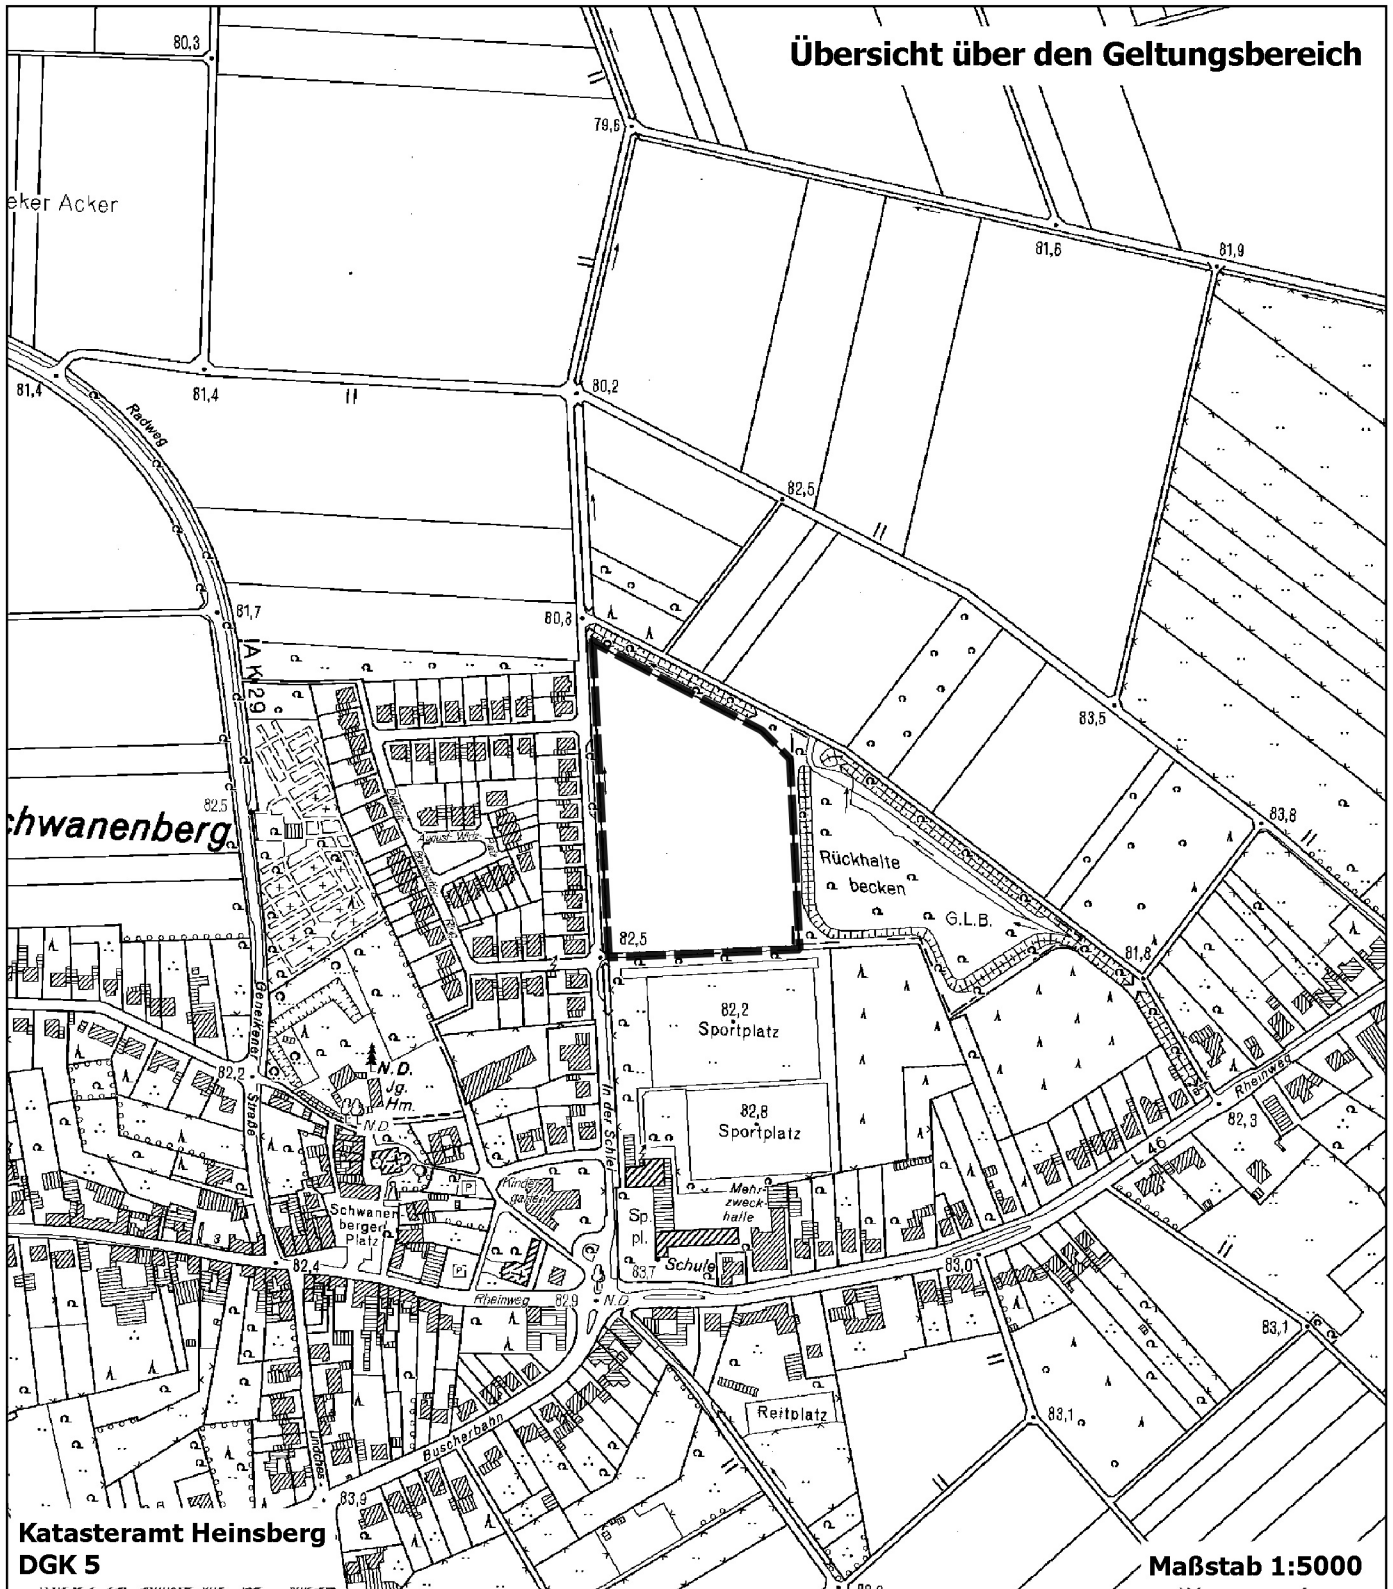 Übersicht über den Geltungsbereich
80,3
79,6
eker Acker
81,6
81,9
81,4
81,4
80,2
Radweg
82,5
81,7
80,8
K 29
83,5
82,5
chwanenberg
83,8
Rückhalte
becken
G.L.B.
82,5
81,8
82,2
Sportplatz
Geneikener
Straße
82,2
N.D.
Jg.
Hm.
N.D.
In der Schlei
82,8
Sportplatz
Rheinweg
82,3
L 46
Kinder-
garten
P
Mehr-
zweck-
halle
Schwanen-
berger
Platz
Sp.
pl.
Schule
82,4
P
83,7
83,0
Rheinweg
82,9
N.D.
83,1
Reitplatz
83,1
Buscherbahn
83,9
Katasteramt Heinsberg
DGK 5
Maßstab 1:5000